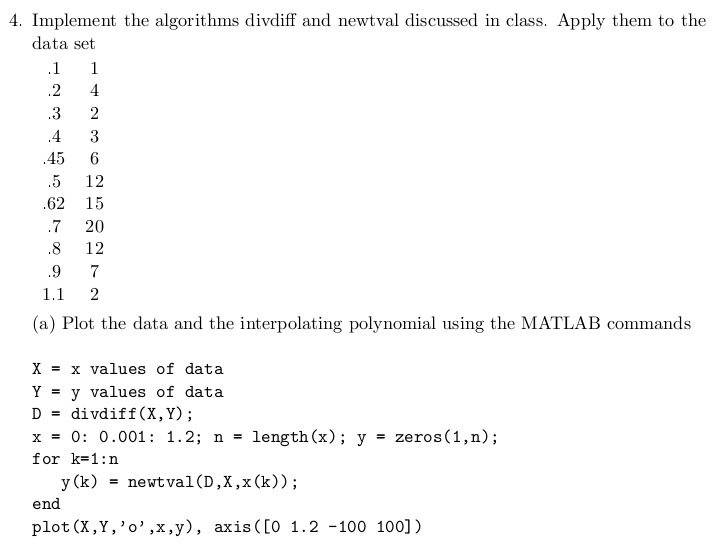 4. Implement the algorithms divdiff and newtval discussed in class. Apply them to the
data set
.1 1
.2 4
.3 2
.4 3
.45 6
.5 12
.62 15
.7 20
.8 12
.9 7
1.1 2
(a) Plot the data and the interpolating polynomial using the MATLAB commands
X = x values of data
Y = y values of data
D = divdiff(X,Y);
x = 0: 0.001: 1.2; n = length(x); y = zeros(1,n);
for k=1:n
y(k) = newtval(D,X,x(k));
end
plot(X,Y,’o’,x,y), axis([0 1.2 -100 100])